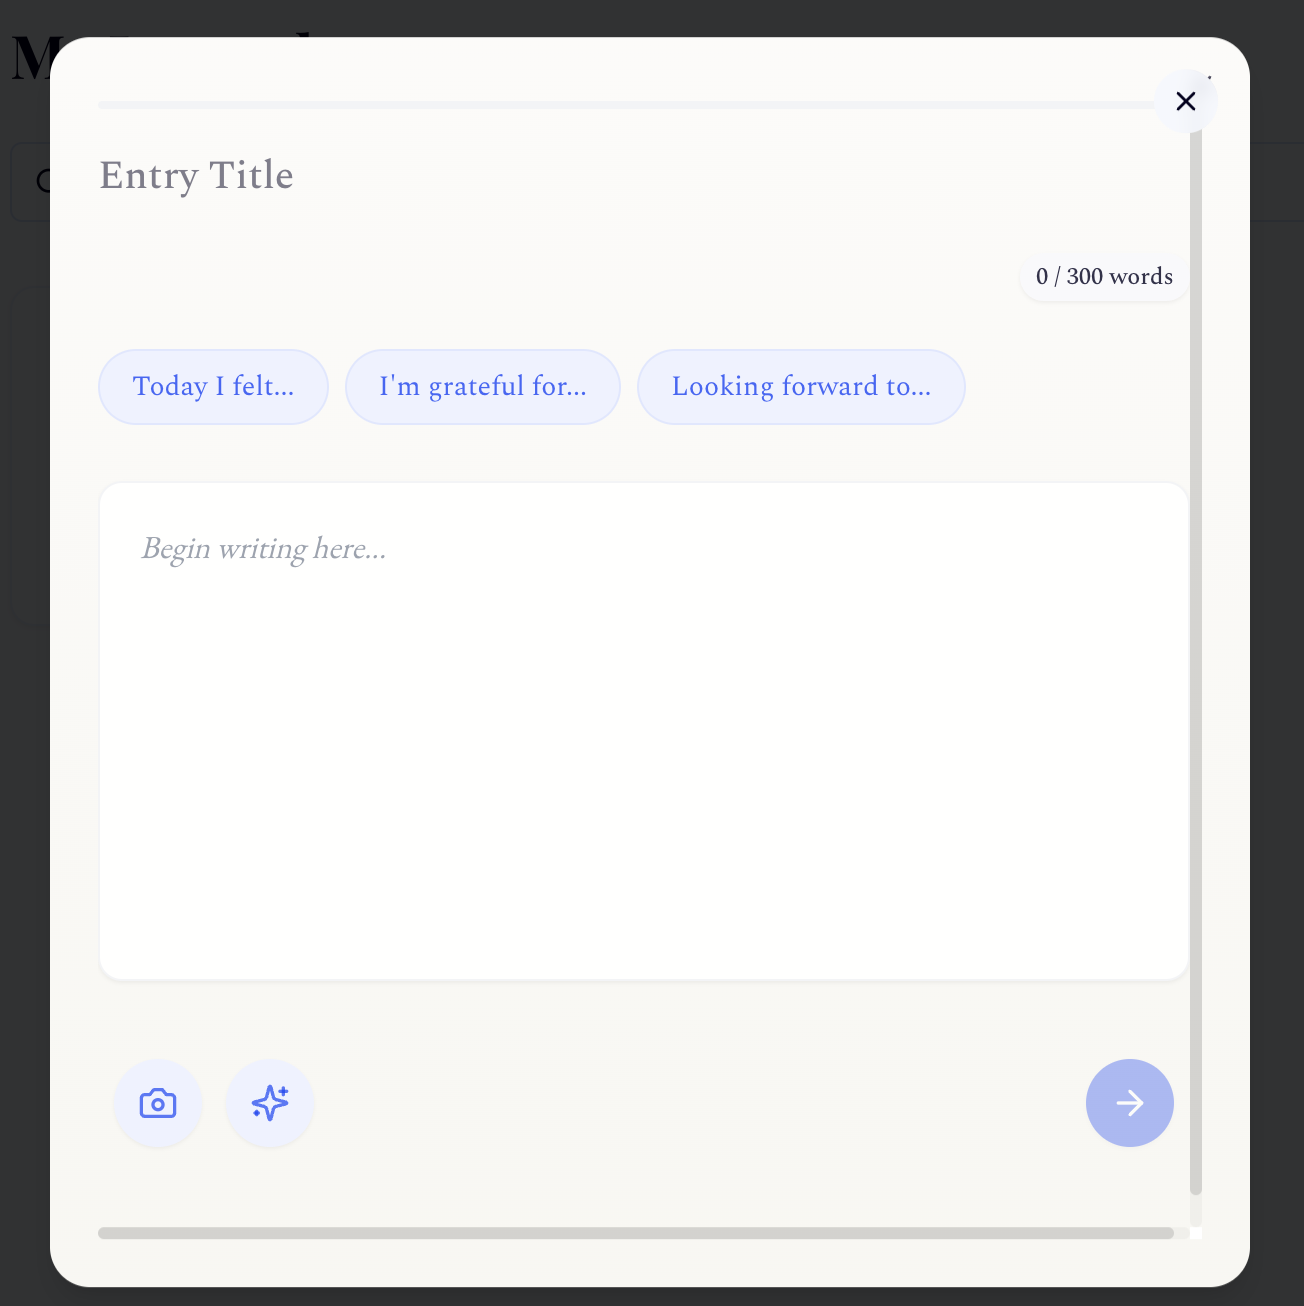 Entry Title
0 / 300 words
Today I felt...
I'm grateful for...
Looking forward to...
Begin writing here...